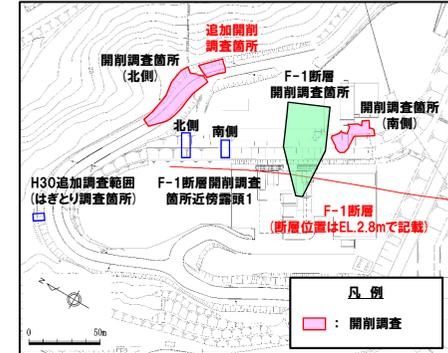 追加開削
調査箇所
開削調査箇所
(北側)
F-1断層
開削調査箇所
開削調査箇所
(南側)
北側
南側
H30追加調査範囲
(はぎとり調査箇所)
F-1断層開削調査
箇所近傍露頭1
F-1断層
(断層位置はEL.2.8mで記載)
N
0
50m
凡 例
: 開削調査